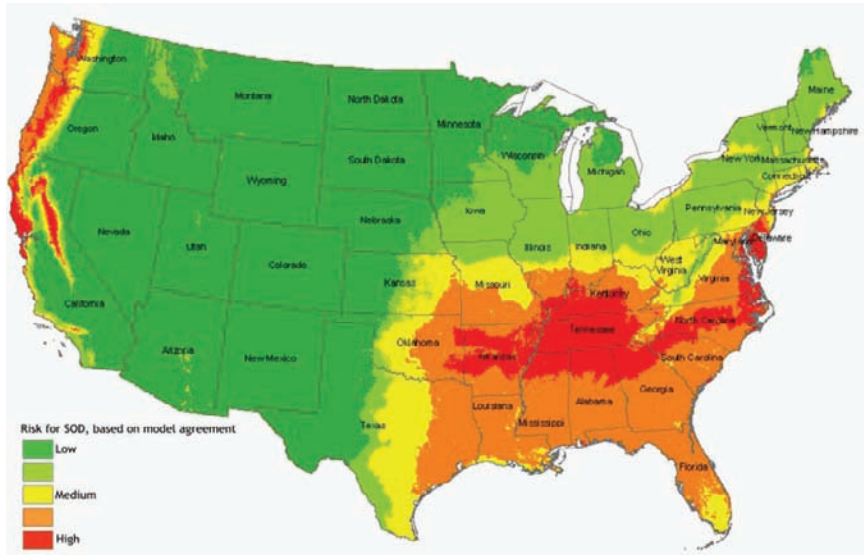 Washington
Oregon
California
Nevada
Idaho
Montana
Wyoming
Utah
Arizona
Colorado
New Mexico
North Dakota
South Dakota
Nebraska
Kansas
Oklahoma
Texas
Minnesota
Iowa
Missouri
Arkansas
Louisiana
Wisconsin
Illinois
Michigan
Indiana
Ohio
Kentucky
Tennessee
Mississippi
Alabama
Georgia
Florida
South Carolina
North Carolina
Virginia
West
Virginia
Maryland
Delaware
Pennsylvania
New Jersey
New York
Connecticut
Massachusetts
Vermont
New Hampshire
Maine
Risk for SOD, based on model agreement
Low
Medium
High